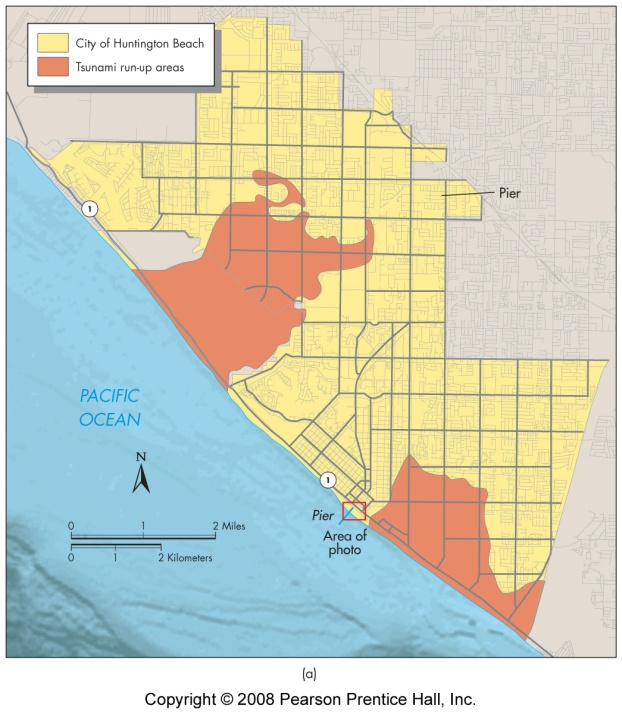 City of Huntington Beach
Tsunami run-up areas
Pier
1
PACIFIC
OCEAN
N
1
Pier
Area of
photo
0 1 2 Miles
0 1 2 Kilometers
(a)
Copyright © 2008 Pearson Prentice Hall, Inc.